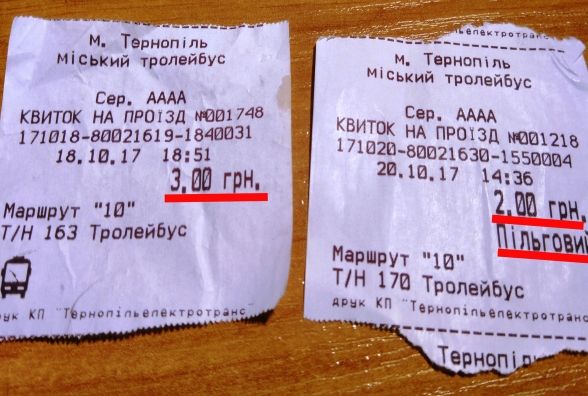 м. Тернопіль
міський тролейбус
Сер. АААА
КВИТОК НА ПРОЇЗД №001748
171018-80021619-1840031
18.10.17 18:51
3.00 грн.
Маршрут "10"
Т/Н 163 Тролейбус
друк КП "Тернопільелектротранс"
м. Тернопіль
міський тролейбус
Сер. АААА
КВИТОК НА ПРОЇЗД №001218
171020-80021630-1550004
20.10.17 14:36
2.00 грн.
Пільговий
Маршрут "10"
Т/Н 170 Тролейбус
друк КП "Тернопільелектротранс